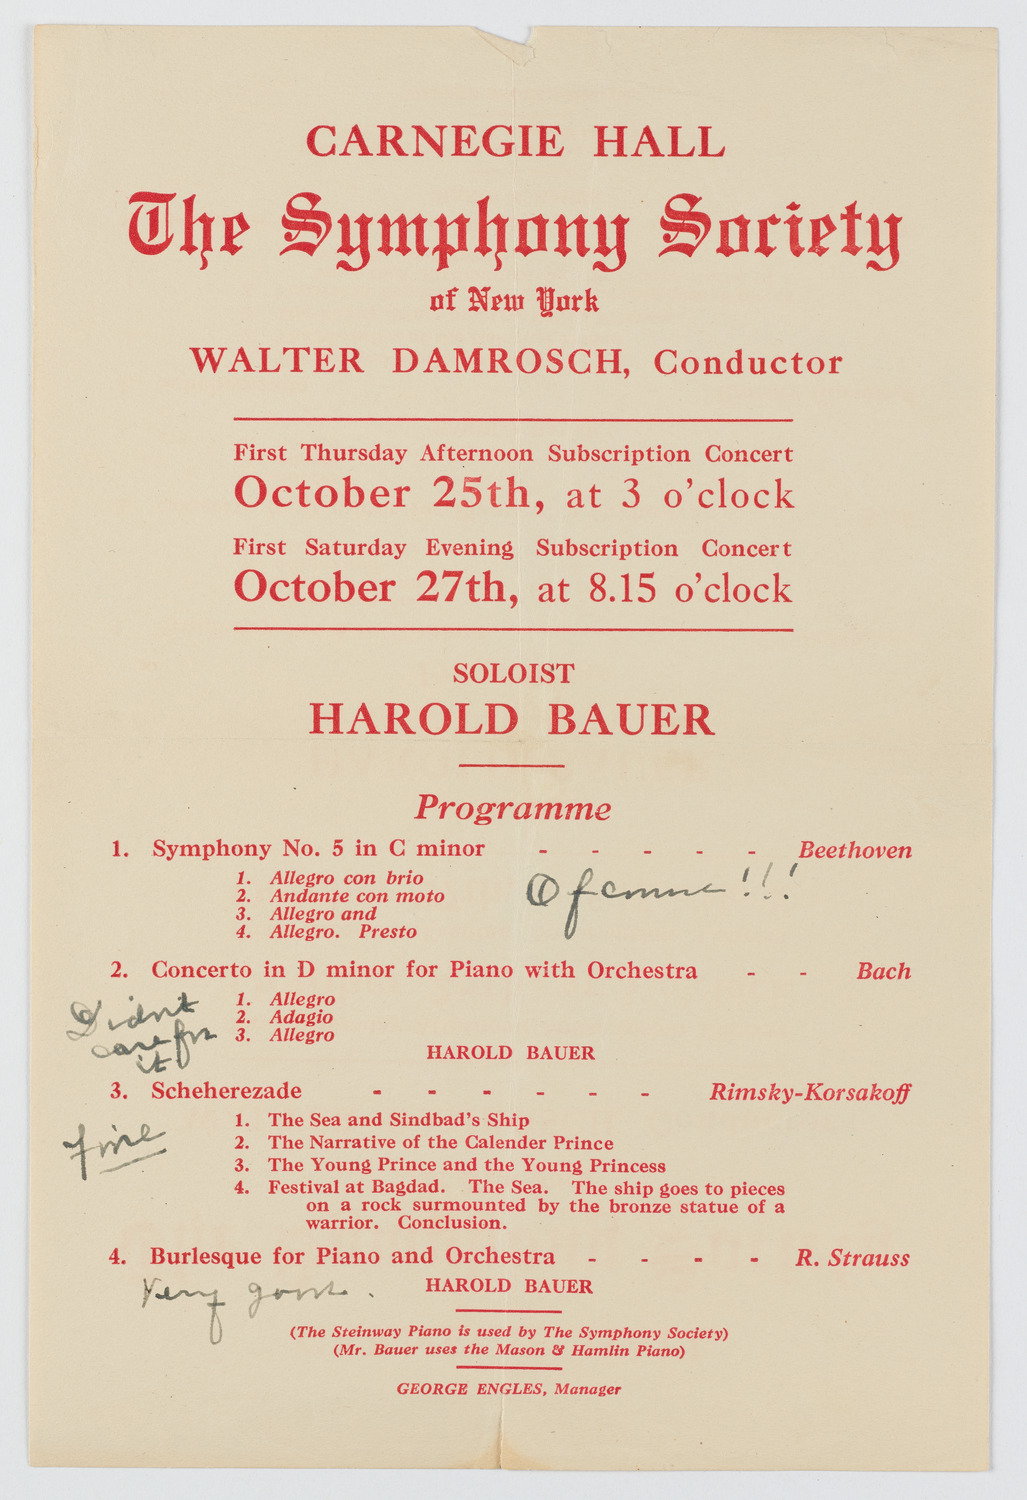 CARNEGIE HALL
The Symphony Society
of New York
WALTER DAMROSCH, Conductor
First Thursday Afternoon Subscription Concert
October 25th, at 3 o'clock
First Saturday Evening Subscription Concert
October 27th, at 8.15 o'clock
SOLOIST
HAROLD BAUER
Programme
1. Symphony No. 5 in C minor - - - - - Beethoven
1. Allegro con brio
2. Andante con moto
3. Allegro and
4. Allegro. Presto
Of course!!!
2. Concerto in D minor for Piano with Orchestra - - Bach
1. Allegro
2. Adagio
3. Allegro
HAROLD BAUER
Didn't
care for
it
3. Scheherezade - - - - - - Rimsky-Korsakoff
1. The Sea and Sindbad's Ship
2. The Narrative of the Calender Prince
3. The Young Prince and the Young Princess
4. Festival at Bagdad. The Sea. The ship goes to pieces
on a rock surmounted by the bronze statue of a
warrior. Conclusion.
Fine
4. Burlesque for Piano and Orchestra - - - - R. Strauss
HAROLD BAUER
Very good.
(The Steinway Piano is used by The Symphony Society)
(Mr. Bauer uses the Mason & Hamlin Piano)
GEORGE ENGLES, Manager